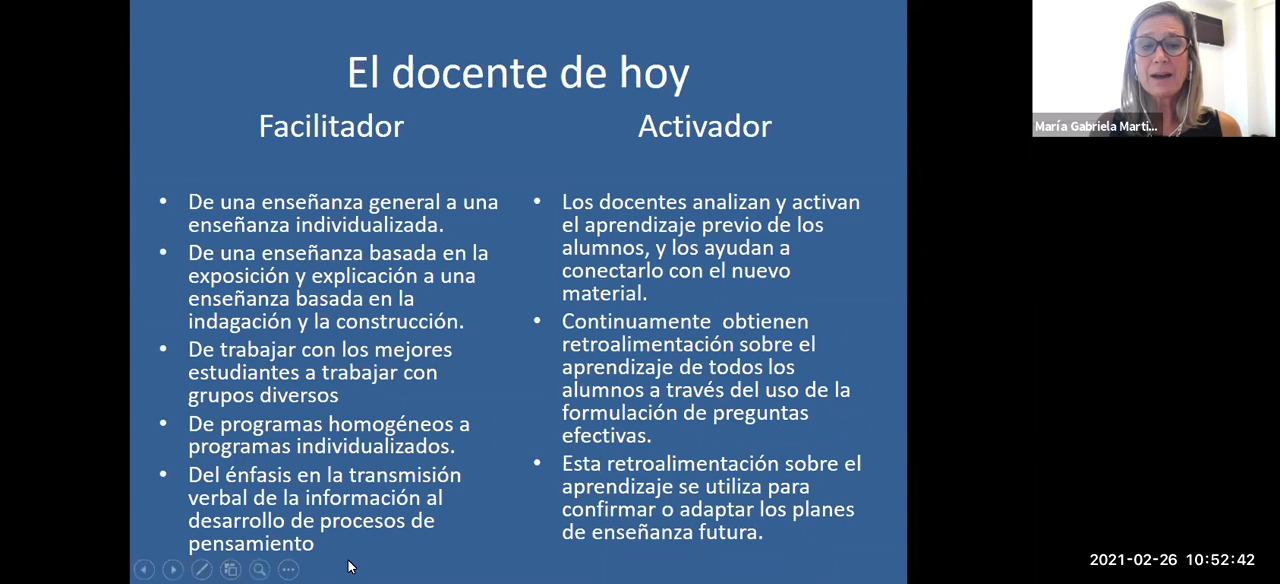 El docente de hoy
Facilitador
• De una enseñanza general a una
enseñanza individualizada.
• De una enseñanza basada en la
exposición y explicación a una
enseñanza basada en la
indagación y la construcción.
• De trabajar con los mejores
estudiantes a trabajar con
grupos diversos
• De programas homogéneos a
programas individualizados.
• Del énfasis en la transmisión
verbal de la información al
desarrollo de procesos de
pensamiento
Activador
• Los docentes analizan y activan
el aprendizaje previo de los
alumnos, y los ayudan a
conectarlo con el nuevo
material.
• Continuamente  obtienen
retroalimentación sobre el
aprendizaje de todos los
alumnos a través del uso de la
formulación de preguntas
efectivas.
• Esta retroalimentación sobre el
aprendizaje se utiliza para
confirmar o adaptar los planes
de enseñanza futura.
María Gabriela Marti...
2021-02-26 10:52:42